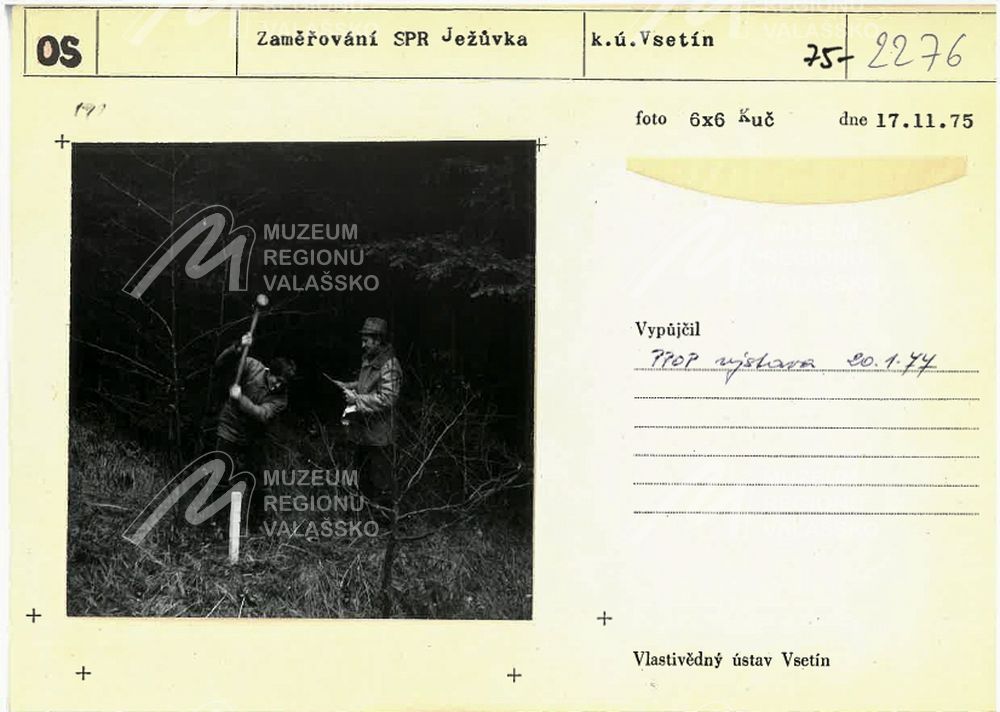 OS
Zaměřování SPR Ježůvka
k.ú.Vsetín
75-2276
foto 6x6 Kuč dne 17.11.75
MUZEUM
REGIONU
VALAŠSKO
MUZEUM
REGIONU
VALAŠSKO
Vypůjčil
výstava 20.1.77
Vlastivědný ústav Vsetín